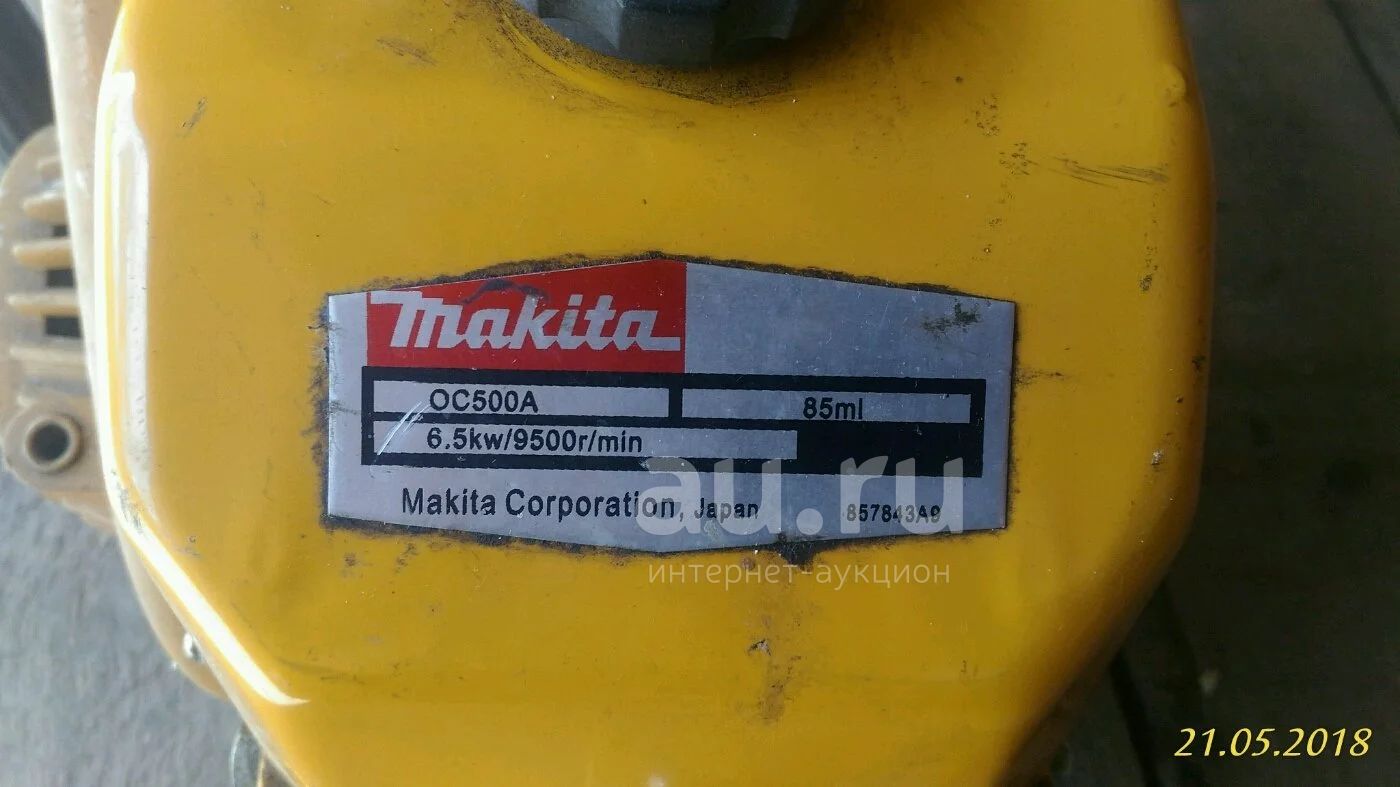 makita
OC500A 85ml
6.5kw/9500r/min
Makita Corporation, Japan 857843A9
au.ru
интернет-аукцион
21.05.2018